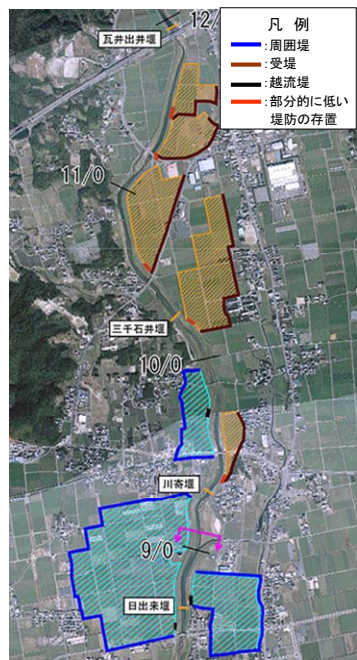 瓦井出井堰
12/
凡 例
:周囲堤
:受堤
:越流堤
:部分的に低い
堤防の存置
11/0
三千石井堰
10/0
川寄堰
9/0
日出来堰